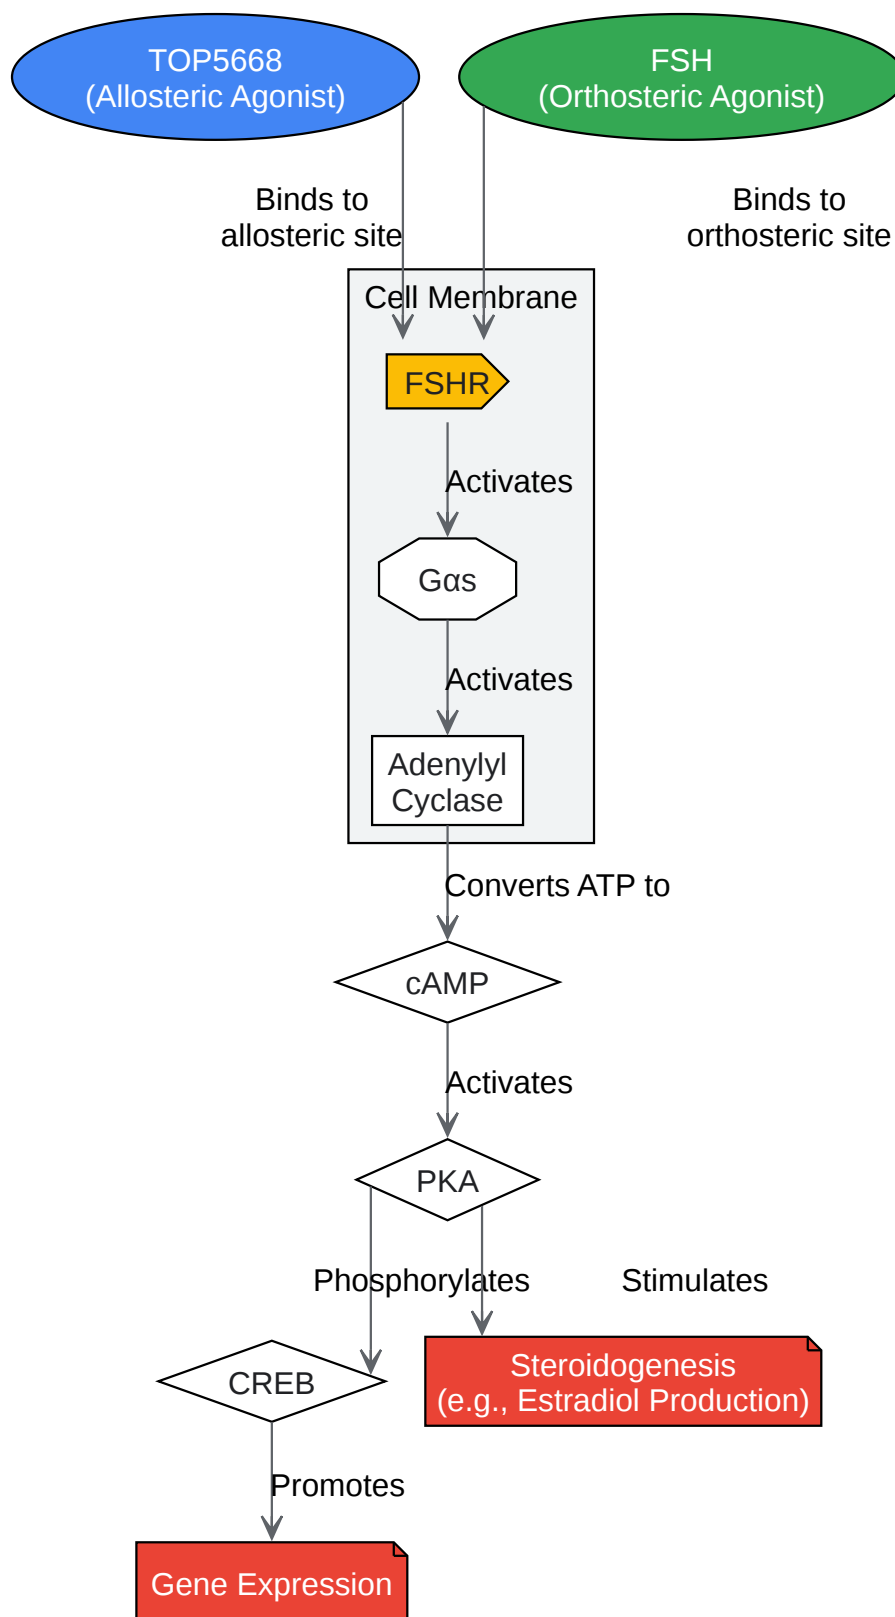 TOP5668
(Allosteric Agonist)
FSH
(Orthosteric Agonist)
Binds to
allosteric site
Binds to
orthosteric site
Cell Membrane
FSHR
Activates
Gαs
Activates
Adenylyl
Cyclase
Converts ATP to
cAMP
Activates
PKA
Phosphorylates
Stimulates
CREB
Steroidogenesis
(e.g., Estradiol Production)
Promotes
Gene Expression